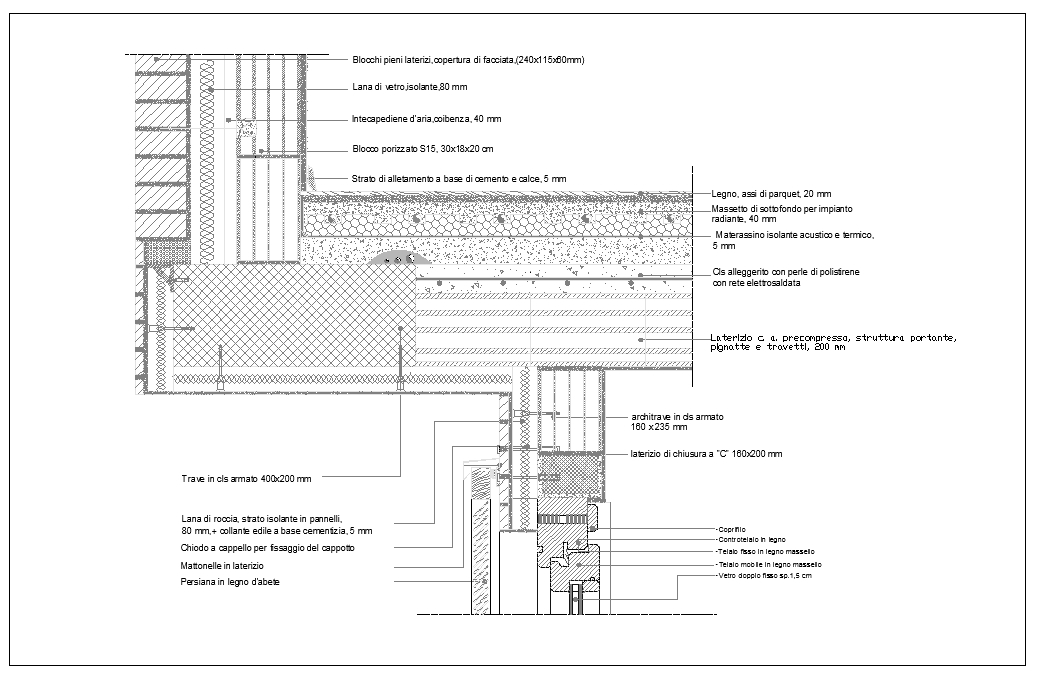 Blocchi pieni laterizi,copertura di facciata,(240x115x60mm)
Lana di vetro,isolante,80 mm
Intecapediene d'aria,coibenza, 40 mm
Blocco porizzato S15, 30x18x20 cm
Strato di alletamento a base di cemento e calce, 5 mm
Legno, assi di parquet, 20 mm
Massetto di sottofondo per impianto
radiante, 40 mm
Materassino isolante acustico e termico,
5 mm
Cls alleggerito con perle di polistirene
con rete elettrosaldata
Laterizio c. a. precompressa, struttura portante,
pignatte e travetti, 200 mm
architrave in cls armato
160 x235 mm
laterizio di chiusura a "C" 160x200 mm
Trave in cls armato 400x200 mm
Lana di roccia, strato isolante in pannelli,
80 mm,+ collante edile a base cementizia, 5 mm
Chiodo a cappello per fissaggio del cappotto
Mattonelle in laterizio
Persiana in legno d'abete
-Coprifilo
-Controtelaio in legno
-Telaio fisso in legno massello
-Telaio mobile in legno massello
-Vetro doppio fisso sp.1,5 cm